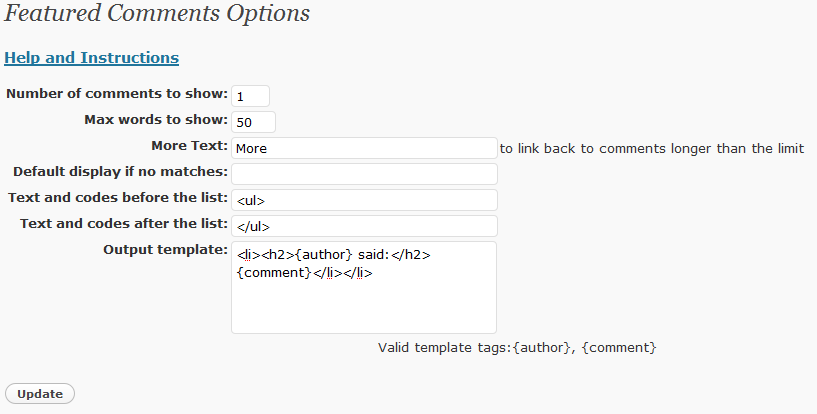 Featured Comments Options
Help and Instructions
Number of comments to show: 1
Max words to show: 50
More Text: More to link back to comments longer than the limit
Default display if no matches:
Text and codes before the list: <ul>
Text and codes after the list: </ul>
Output template: <li><h2>{author} said:</h2>
{comment}</li></li>
Valid template tags:{author}, {comment}
Update